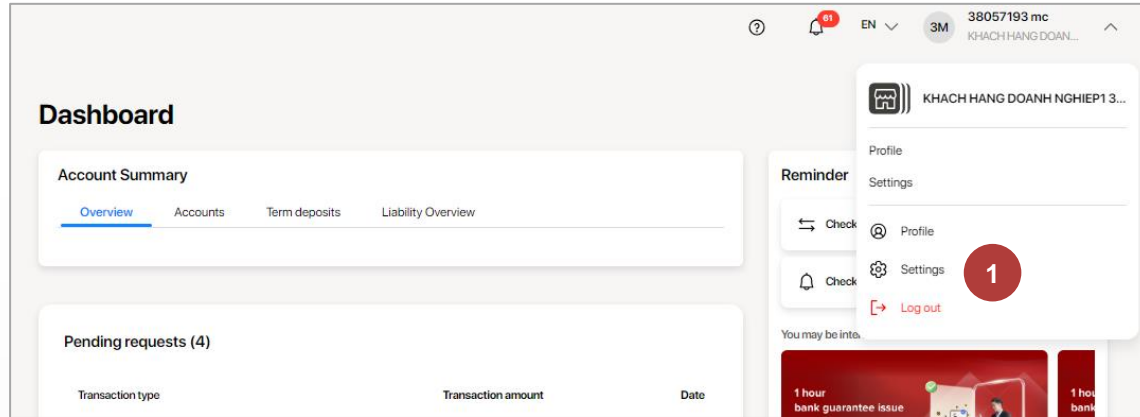 61
EN
3M
38057193 mc
KHACH HANG DOAN...
KHACH HANG DOANH NGHIEP1 3...
Profile
Settings
Profile
Settings
1
Log out
Dashboard
Account Summary
Overview Accounts Term deposits Liability Overview
Reminder
Check
Check
Pending requests (4)
Transaction type Transaction amount Date
You may be inte
1 hour
bank guarantee issue
1 hou
bank